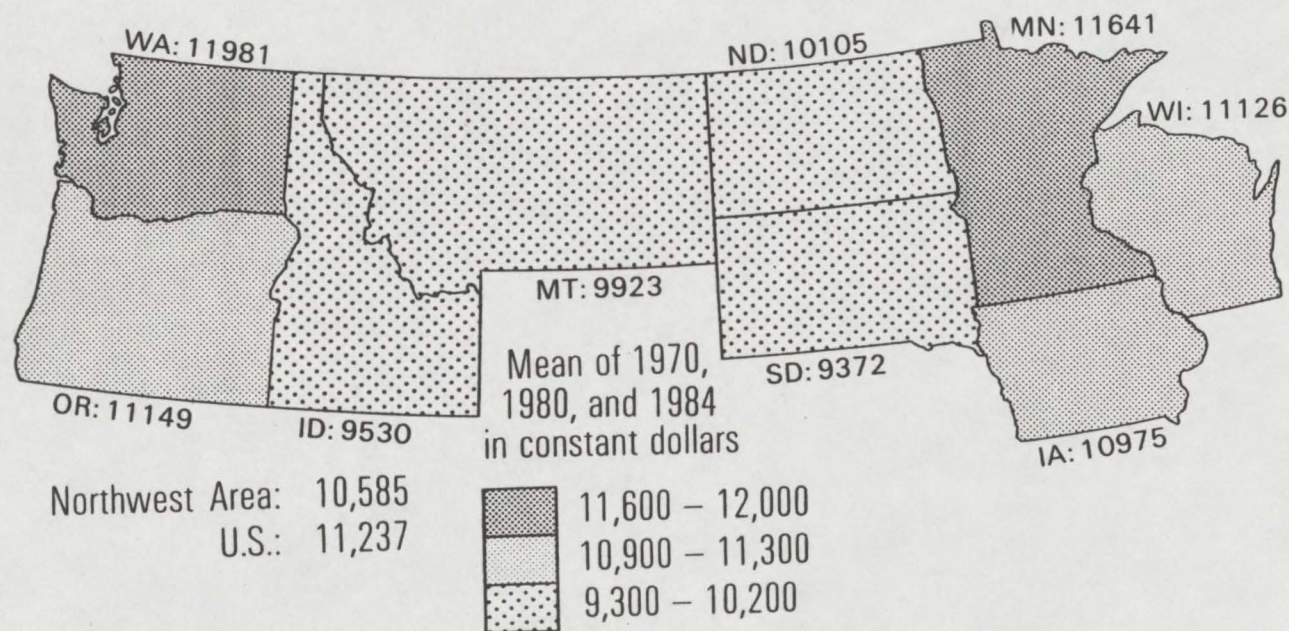 WA: 11981
ND: 10105
MN: 11641
WI: 11126
MT: 9923
SD: 9372
OR: 11149
ID: 9530
IA: 10975
Mean of 1970,
1980, and 1984
in constant dollars
Northwest Area: 10,585
U.S.: 11,237
11,600 – 12,000
10,900 – 11,300
9,300 – 10,200